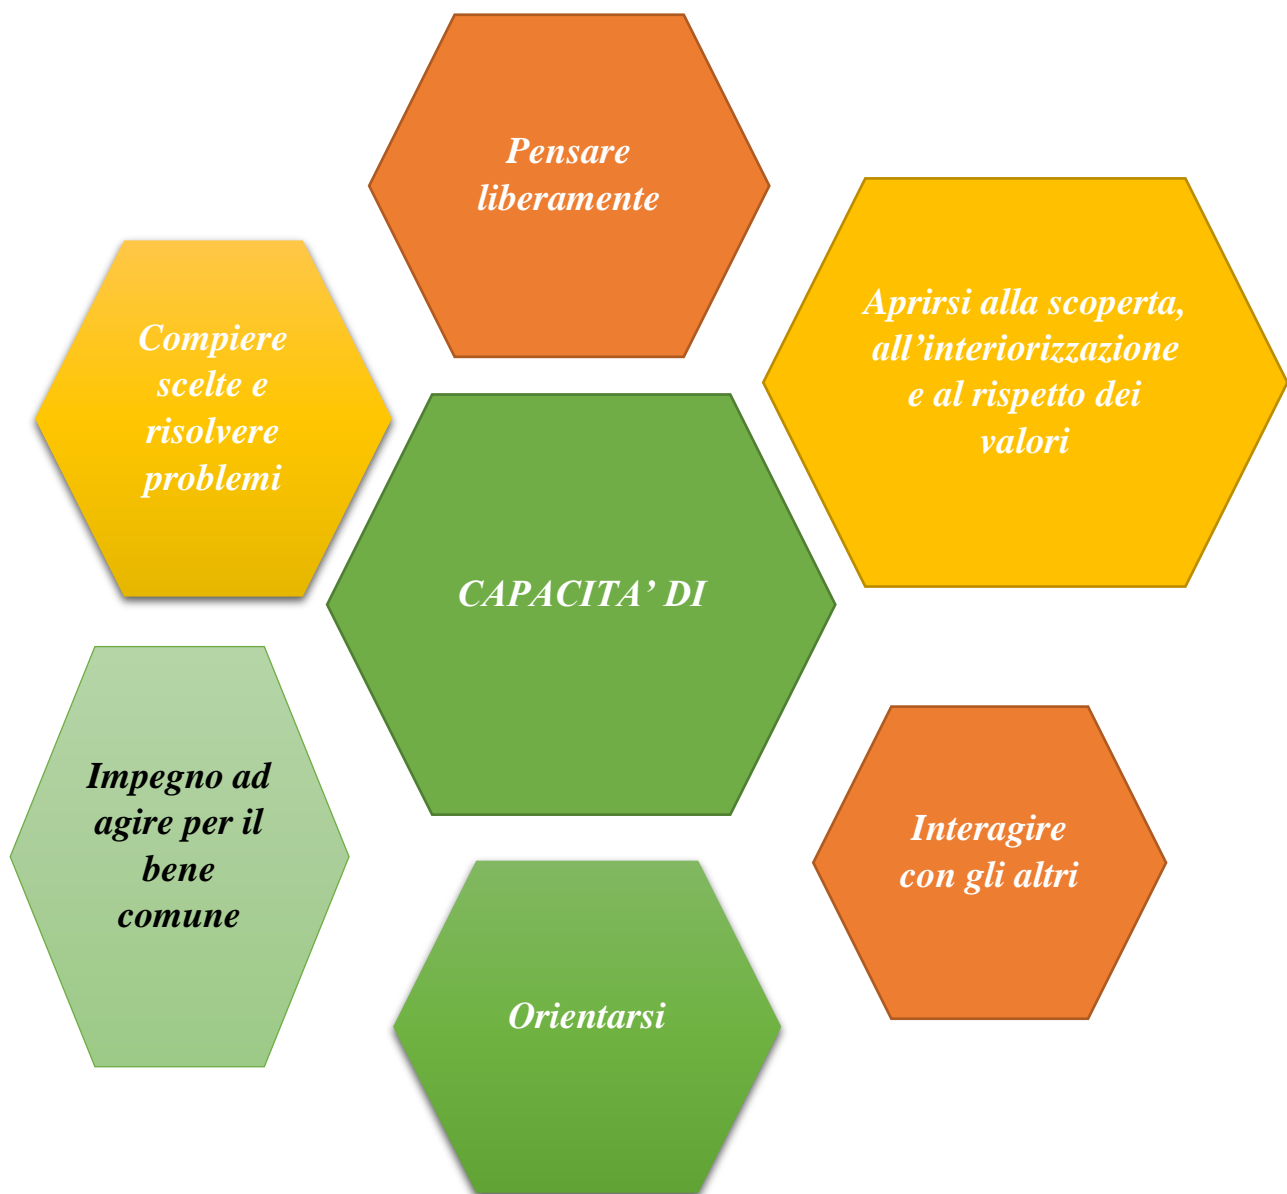 Pensare
liberamente
Aprirsi alla scoperta,
all’interiorizzazione
e al rispetto dei
valori
Compiere
scelte e
risolvere
problemi
CAPACITA’ DI
Impegno ad
agire per il
bene
comune
Interagire
con gli altri
Orientarsi